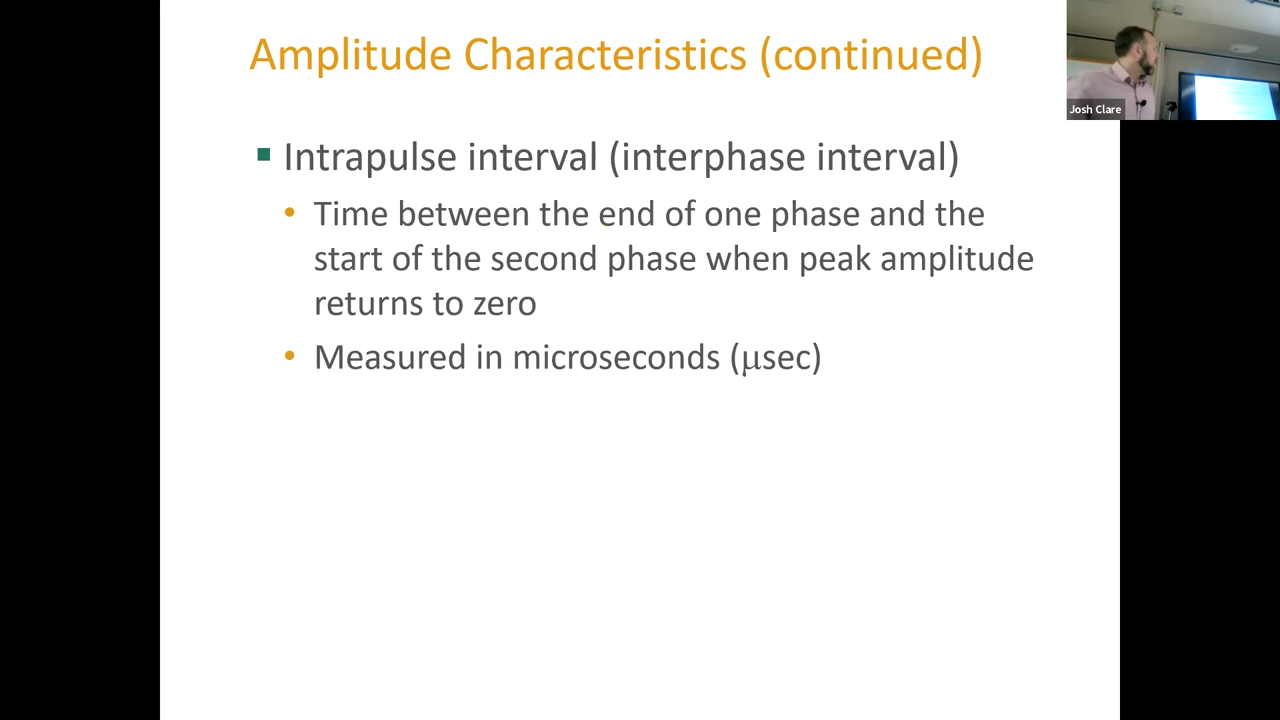 Amplitude Characteristics (continued)
Josh Clare
▪ Intrapulse interval (interphase interval)
• Time between the end of one phase and the
start of the second phase when peak amplitude
returns to zero
• Measured in microseconds (μsec)